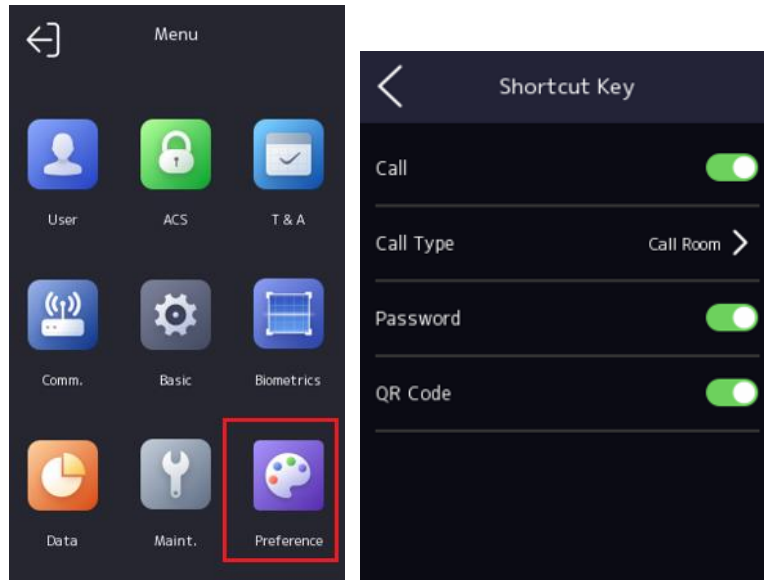 Menu
User
ACS
T & A
Comm.
Basic
Biometrics
Data
Maint.
Preference
Shortcut Key
Call
Call Type
Call Room
Password
QR Code